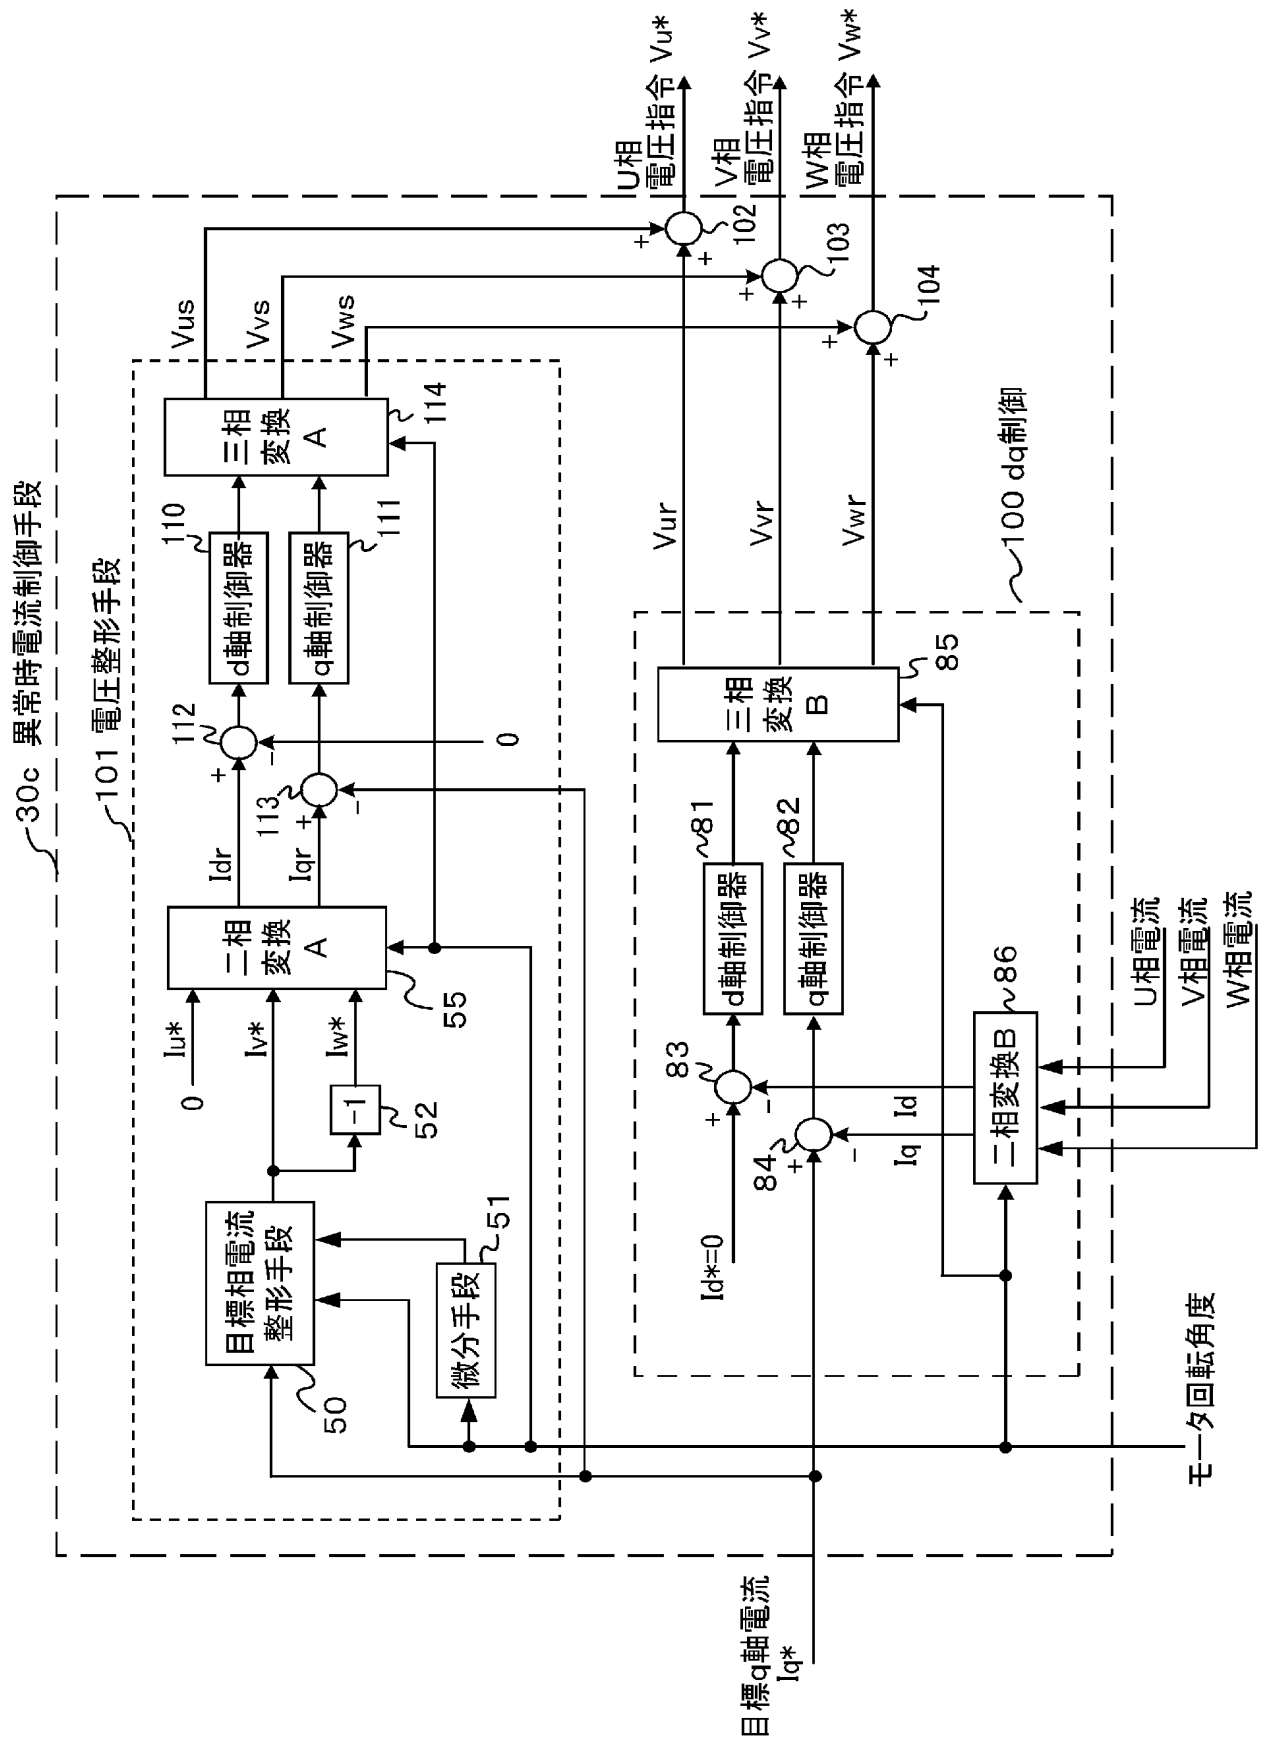 30c 異常時電流制御手段
101 電圧整形手段
目標相電流
整形手段
50
微分手段
51
-1
52
0
Iu*
Iv*
Iw*
二相
変換
A
55
Idr
Iqr
+
-
112
0
+
-
113
d軸制御器
110
q軸制御器
111
三相
変換
A
114
Vus
Vvs
Vws
+
+
102
+
+
103
+
+
104
U相
電圧指令 Vu*
V相
電圧指令 Vv*
W相
電圧指令 Vw*
Vur
Vvr
Vwr
100 dq制御
目標q軸電流
Iq*
Id*=0
+
-
83
+
-
84
Id
Iq
d軸制御器
81
q軸制御器
82
三相
変換
B
85
二相変換B
86
U相電流
V相電流
W相電流
モータ回転角度